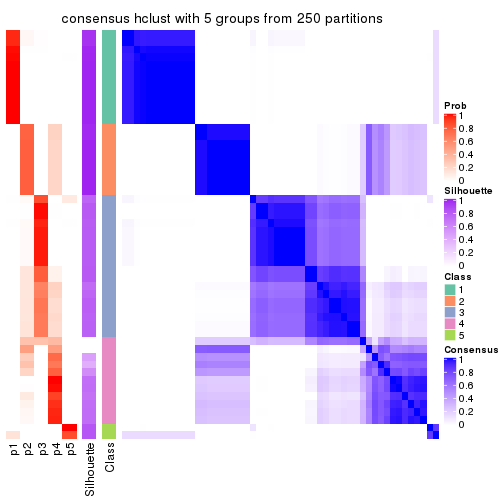 consensus hclust with 5 groups from 250 partitions
Prob
1
0.8
0.6
0.4
0.2
0
Silhouette
1
0.8
0.6
0.4
0.2
0
Class
1
2
3
4
5
Consensus
1
0.8
0.6
0.4
0.2
0
p1
p2
p3
p4
p5
Silhouette
Class